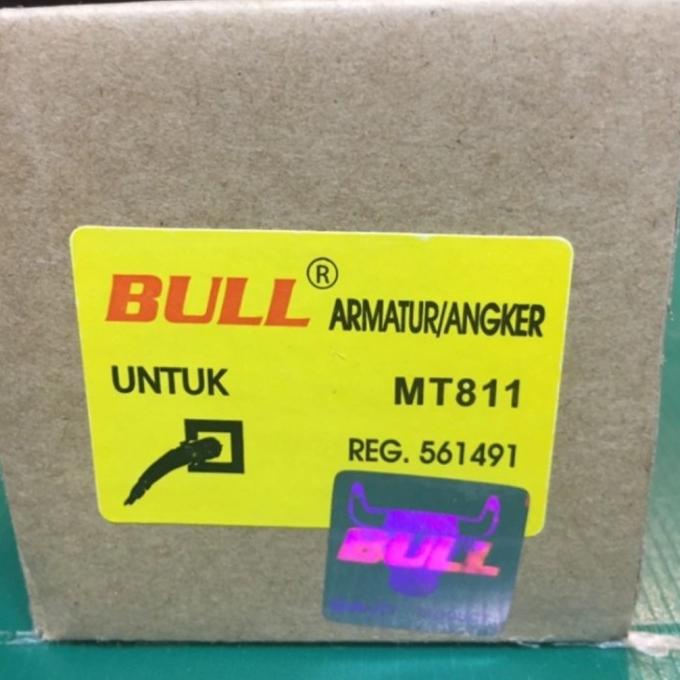 BULL® ARMATUR/ANGKER
UNTUK MT811
REG. 561491
BULL